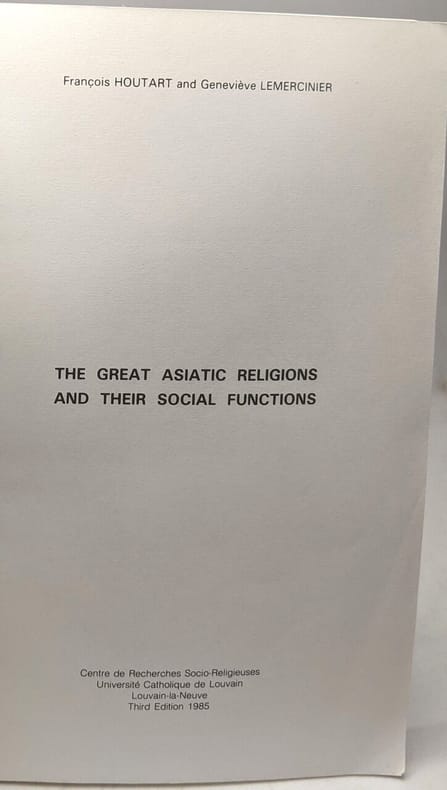 François HOUTART and Geneviève LEMERCINIER
THE GREAT ASIATIC RELIGIONS
AND THEIR SOCIAL FUNCTIONS
Centre de Recherches Socio-Religieuses
Université Catholique de Louvain
Louvain-la-Neuve
Third Edition 1985